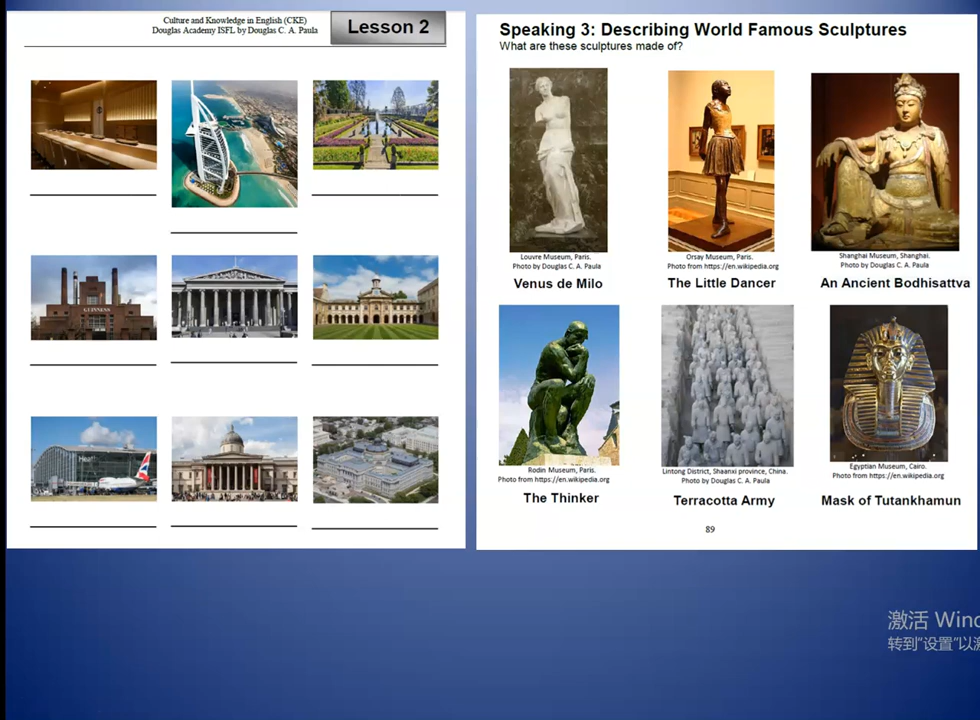 Culture and Knowledge in English (CKE)
Douglas Academy ISFL by Douglas C. A. Paula
Lesson 2
GUINNESS
Heat
Speaking 3: Describing World Famous Sculptures
What are these sculptures made of?
Louvre Museum, Paris.
Photo by Douglas C. A. Paula
Venus de Milo
Orsay Museum, Paris.
Photo from https://en.wikipedia.org
The Little Dancer
Shanghai Museum, Shanghai.
Photo by Douglas C. A. Paula
An Ancient Bodhisattva
Rodin Museum, Paris.
Photo from https://en.wikipedia.org
The Thinker
Lintong District, Shaanxi province, China.
Photo by Douglas C. A. Paula
Terracotta Army
Egyptian Museum, Cairo.
Photo from https://en.wikipedia.org
Mask of Tutankhamun
89
激活 Winc
转到"设置"以激